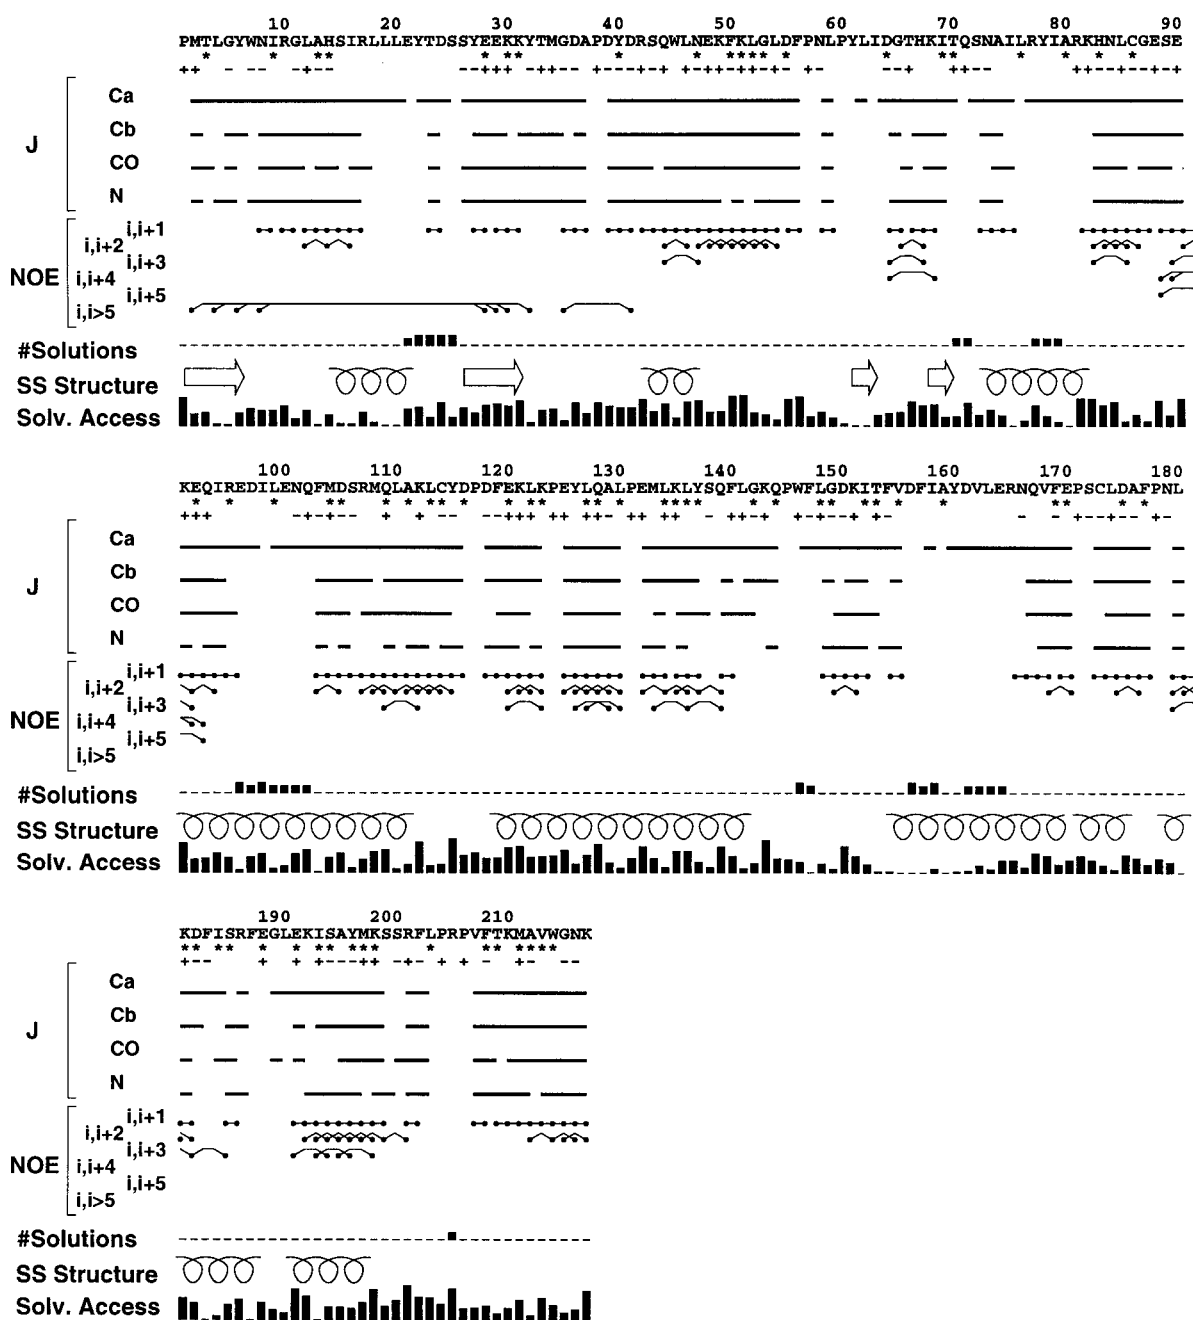 10 20 30 40 50 60 70 80 90
PMTLGYWNIRGLAHSIRLLLEYTDSSYEEKKYTMGDAPDYDRSQWLNEKFKLGLDFPNLPYLIDGTHKITQSNAILRYIARKHNLCGESE
J
Ca
Cb
CO
N
NOE
i,i+1
i,i+2
i,i+3
i,i+4
i,i+5
i,i>5
#Solutions
SS Structure
Solv. Access
100 110 120 130 140 150 160 170 180
KEQIREDILENQFMDSRMQLAKLCYDPDFEKLKPEYLQALPEMLKLYSQFLGKQPWFLGDKITFVDFIAYDVLERNQVFEPSCLDAFPNL
J
Ca
Cb
CO
N
NOE
i,i+1
i,i+2
i,i+3
i,i+4
i,i+5
i,i>5
#Solutions
SS Structure
Solv. Access
190 200 210
KDFISRFEGLEKISAYMKSSRFLPRPVFTKMAVWGNK
J
Ca
Cb
CO
N
NOE
i,i+1
i,i+2
i,i+3
i,i+4
i,i+5
i,i>5
#Solutions
SS Structure
Solv. Access